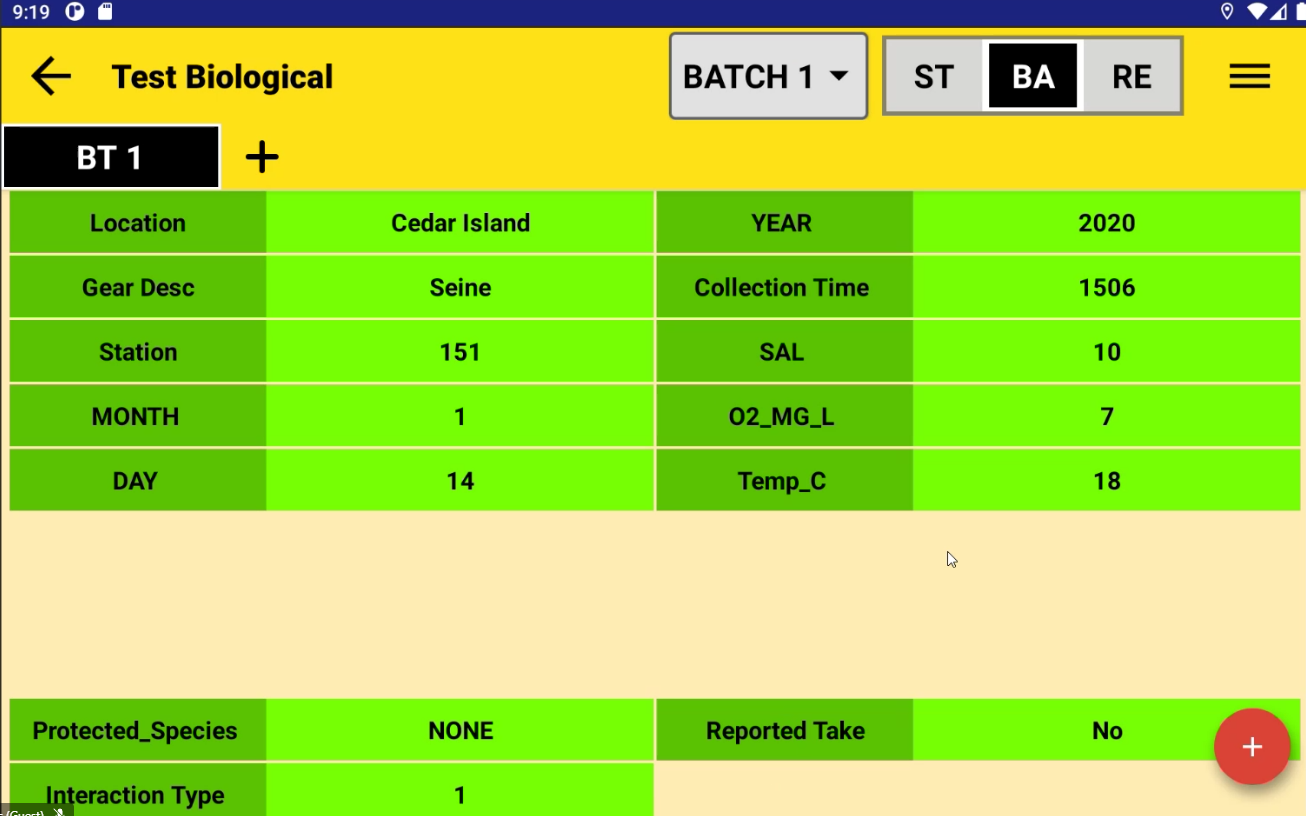 9:19
Test Biological
BATCH 1
ST BA RE
BT 1 +
Location Cedar Island YEAR 2020
Gear Desc Seine Collection Time 1506
Station 151 SAL 10
MONTH 1 O2_MG_L 7
DAY 14 Temp_C 18
Protected_Species NONE Reported Take No
+
Interaction Type 1
(Guest)